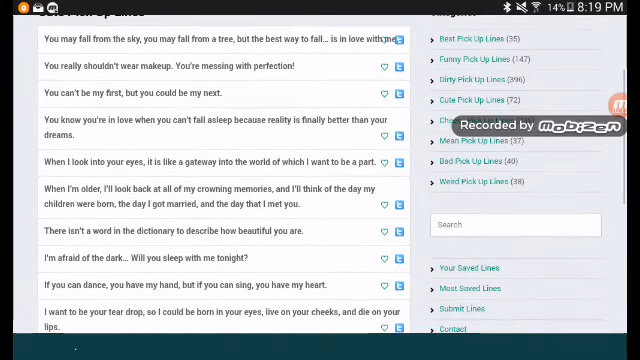 14% 8:19 PM
You may fall from the sky, you may fall from a tree, but the best way to fall... is in love with me.
You really shouldn't wear makeup. You're messing with perfection!
You can't be my first, but you could be my next.
You know you're in love when you can't fall asleep because reality is finally better than your
dreams.
When I look into your eyes, it is like a gateway into the world of which I want to be a part.
When I'm older, I'll look back at all of my crowning memories, and I'll think of the day my
children were born, the day I got married, and the day that I met you.
There isn't a word in the dictionary to describe how beautiful you are.
I'm afraid of the dark... Will you sleep with me tonight?
If you can dance, you have my hand, but if you can sing, you have my heart.
I want to be your tear drop, so I could be born in your eyes, live on your cheeks, and die on your
lips.
Best Pick Up Lines (35)
Funny Pick Up Lines (147)
Dirty Pick Up Lines (396)
Cute Pick Up Lines (72)
Recorded by Mobizen
Mean Pick Up Lines (37)
Bad Pick Up Lines (40)
Weird Pick Up Lines (38)
Search
Your Saved Lines
Most Saved Lines
Submit Lines
Contact